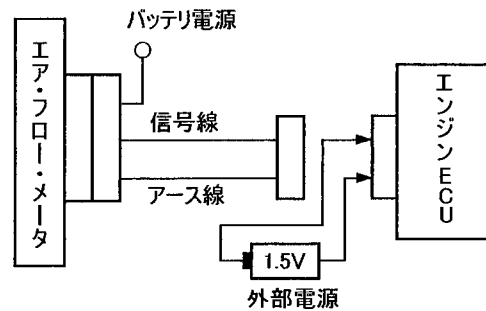 バッテリ電源
エア・フロー・メータ
信号線
アース線
エンジンECU
1.5V
外部電源